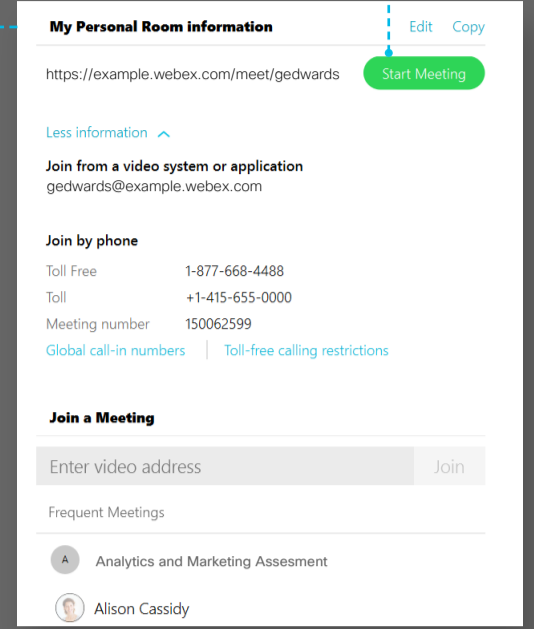 My Personal Room information Edit Copy
https://example.webex.com/meet/gedwards Start Meeting
Less information
Join from a video system or application
gedwards@example.webex.com
Join by phone
Toll Free 1-877-668-4488
Toll +1-415-655-0000
Meeting number 150062599
Global call-in numbers Toll-free calling restrictions
Join a Meeting
Enter video address Join
Frequent Meetings
A Analytics and Marketing Assesment
Alison Cassidy